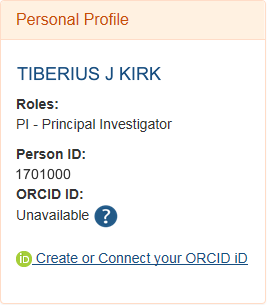 Personal Profile
TIBERIUS J KIRK
Roles:
PI - Principal Investigator
Person ID:
1701000
ORCID ID:
Unavailable ?
iD Create or Connect your ORCID iD